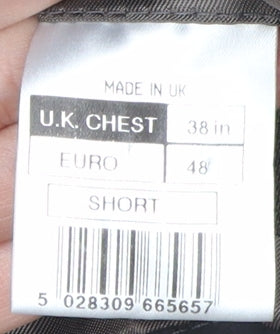 MADE IN UK
U.K. CHEST 38 in
EURO 48
SHORT
5 028309 665657